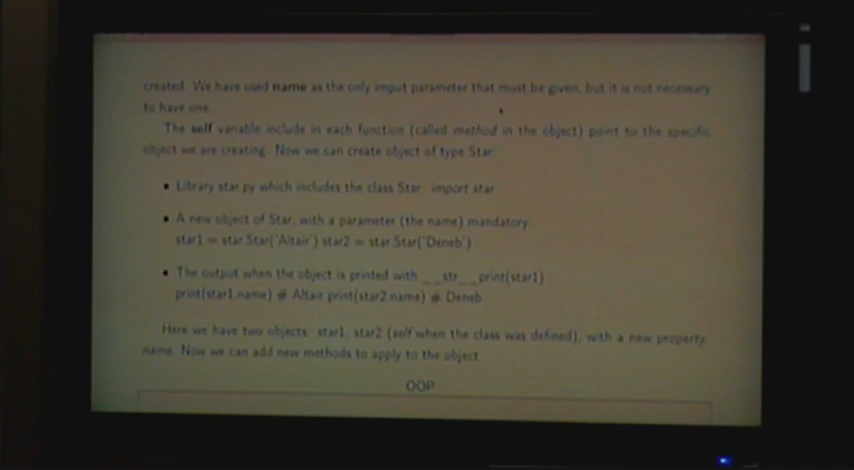 created. We have used name as the only imput parameter that must be given, but it is not necessary
to have one.
The self variable include in each function (called method in the object) point to the specific
object we are creating. Now we can create object of type Star:
• Library star.py which includes the class Star: import star
• A new object of Star, with a parameter (the name) mandatory:
star1 = star.Star('Altair') star2 = star.Star('Deneb')
• The output when the object is printed with __str__ print(star1)
print(star1.name) # Altair print(star2.name) # Deneb
Here we have two objects: star1, star2 (self when the class was defined), with a new property,
name. Now we can add new methods to apply to the object
OOP